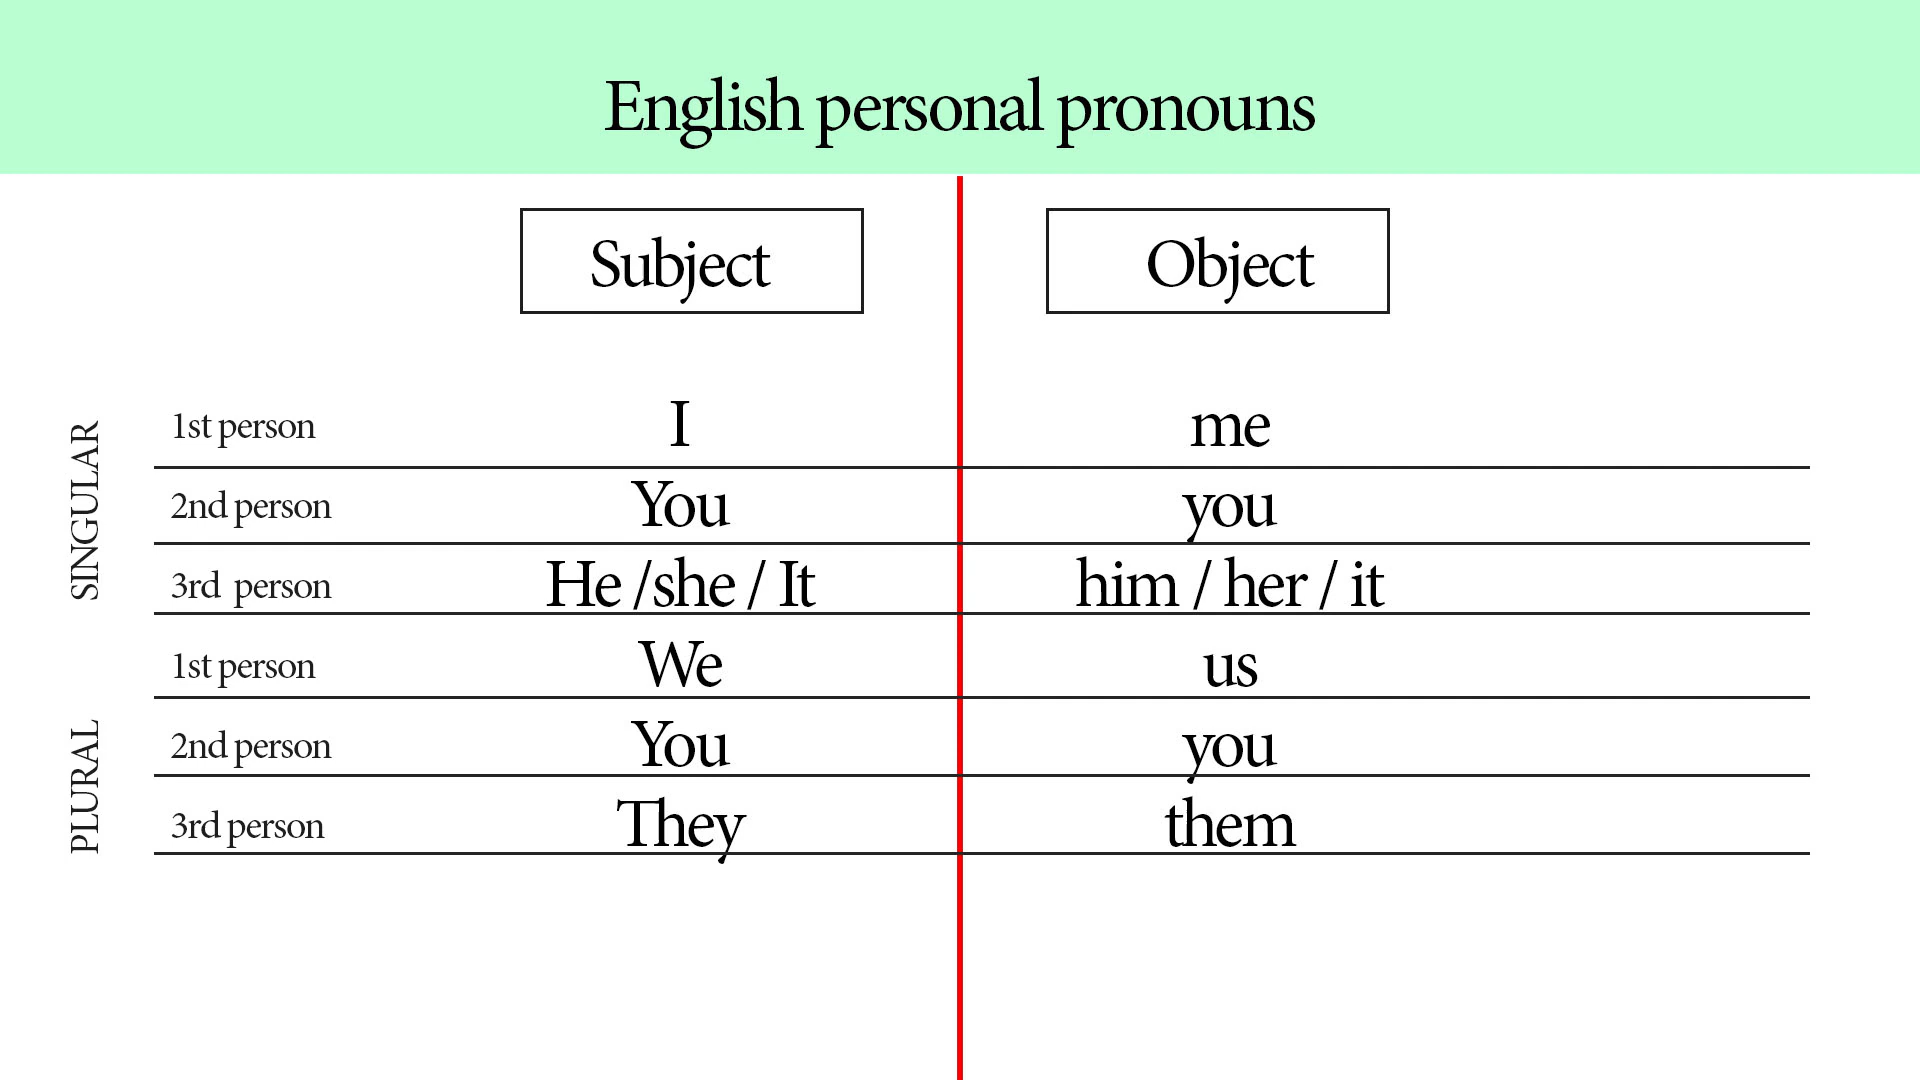 English personal pronouns
Subject Object
SINGULAR
1st person I me
2nd person You you
3rd person He /she / It him / her / it
PLURAL
1st person We us
2nd person You you
3rd person They them